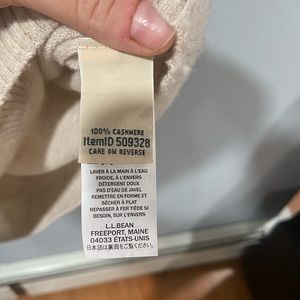 100% CASHMERE
ItemID 509328
CARE ON REVERSE
LAVER À LA MAIN À L'EAU
FROIDE, À L'ENVERS
DÉTERGENT DOUX
PAS D'EAU DE JAVEL
REMETTRE EN FORME ET
SÉCHER À PLAT
REPASSER À FER TIÈDE SI
BESOIN, SUR L'ENVERS
L.L.BEAN
FREEPORT, MAINE
04033 ÉTATS-UNIS
日本語は裏面をご覧ください。